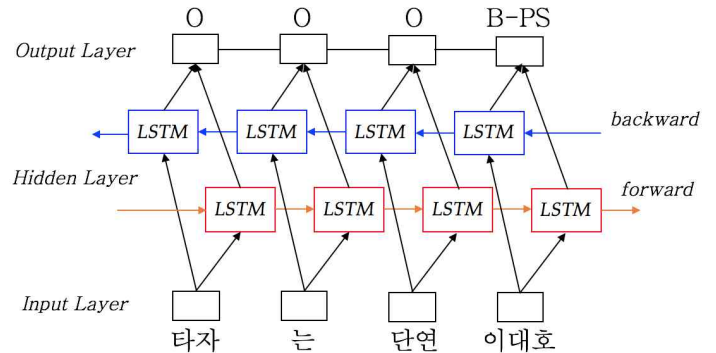 O O O B-PS
Output Layer
LSTM LSTM LSTM LSTM backward
Hidden Layer
LSTM LSTM LSTM LSTM forward
Input Layer
타자 는 단연 이대호